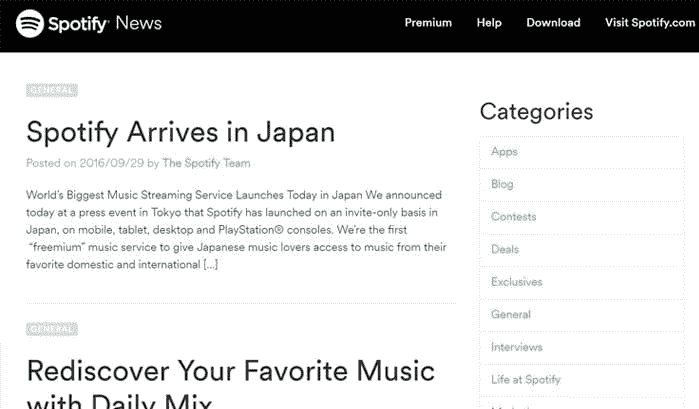 Spotify® News
Premium Help Download Visit Spotify.com
GENERAL
Spotify Arrives in Japan
Posted on 2016/09/29 by The Spotify Team
World's Biggest Music Streaming Service Launches Today in Japan We announced
today at a press event in Tokyo that Spotify has launched on an invite-only basis in
Japan, on mobile, tablet, desktop and PlayStation® consoles. We're the first
"freemium" music service to give Japanese music lovers access to music from their
favorite domestic and international [...]
GENERAL
Rediscover Your Favorite Music
with Daily Mix
Categories
Apps
Blog
Contests
Deals
Exclusives
General
Interviews
Life at Spotify